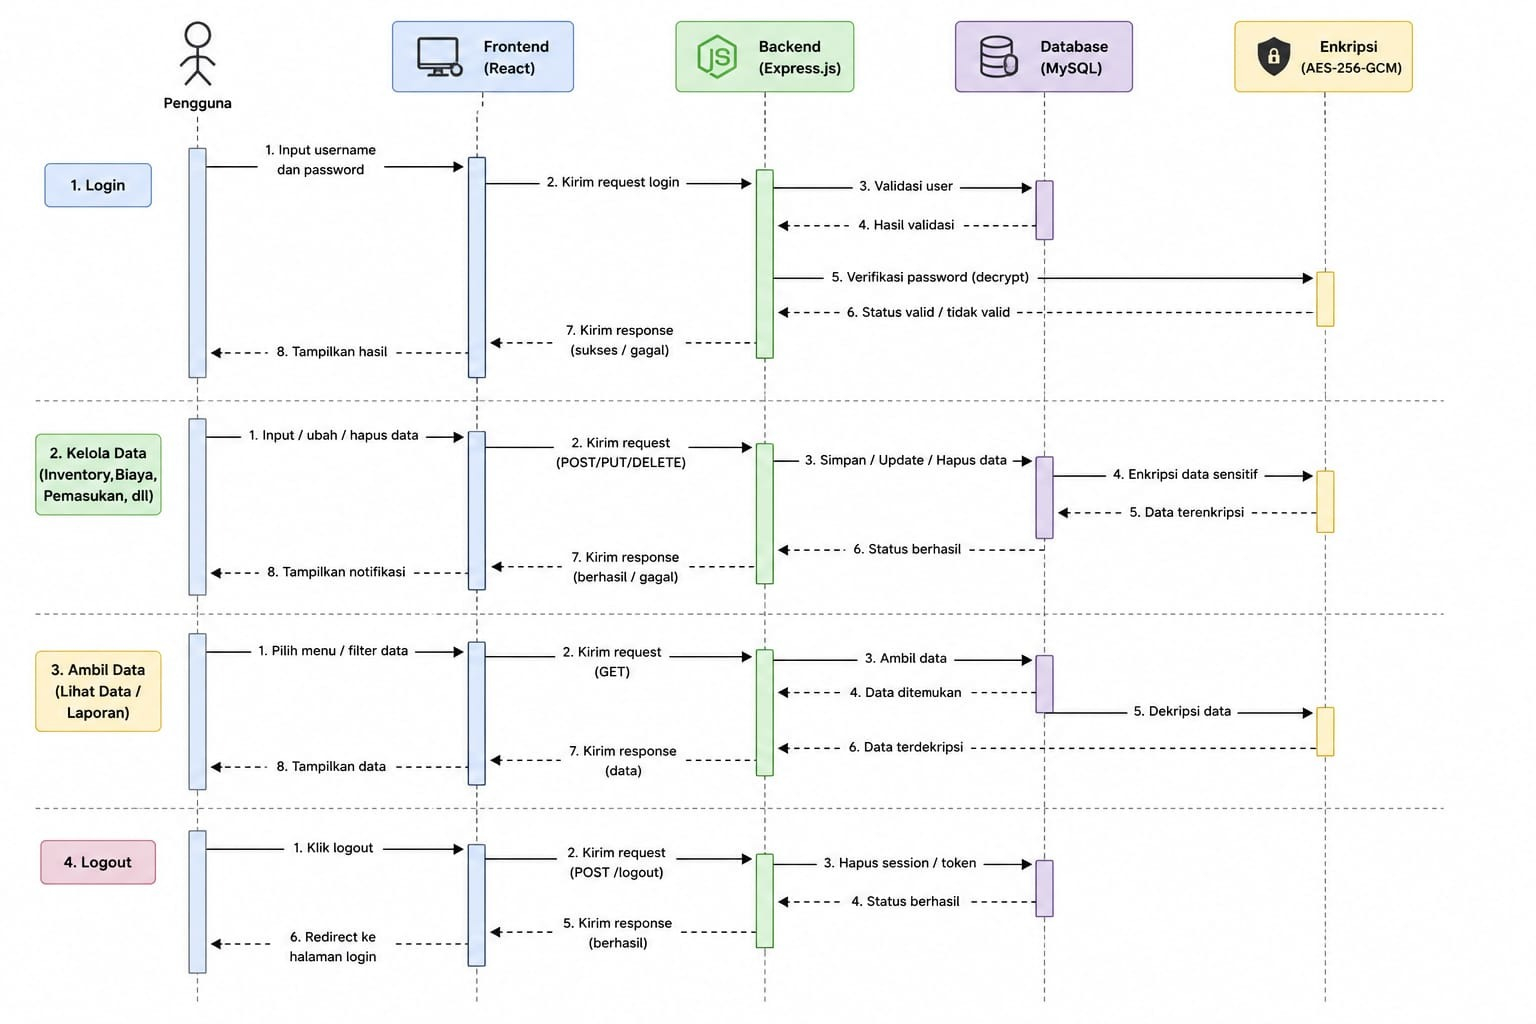 Pengguna
Frontend
(React)
JS
Backend
(Express.js)
Database
(MySQL)
Enkripsi
(AES-256-GCM)
1. Login
1. Input username
dan password
2. Kirim request login
3. Validasi user
4. Hasil validasi
5. Verifikasi password (decrypt)
6. Status valid / tidak valid
7. Kirim response
(sukses / gagal)
8. Tampilkan hasil
2. Kelola Data
(Inventory,Biaya,
Pemasukan, dll)
1. Input / ubah / hapus data
2. Kirim request
(POST/PUT/DELETE)
3. Simpan / Update / Hapus data
4. Enkripsi data sensitif
5. Data terenkripsi
6. Status berhasil
7. Kirim response
(berhasil / gagal)
8. Tampilkan notifikasi
3. Ambil Data
(Lihat Data /
Laporan)
1. Pilih menu / filter data
2. Kirim request
(GET)
3. Ambil data
4. Data ditemukan
5. Dekripsi data
6. Data terdekripsi
7. Kirim response
(data)
8. Tampilkan data
4. Logout
1. Klik logout
2. Kirim request
(POST /logout)
3. Hapus session / token
4. Status berhasil
5. Kirim response
(berhasil)
6. Redirect ke
halaman login